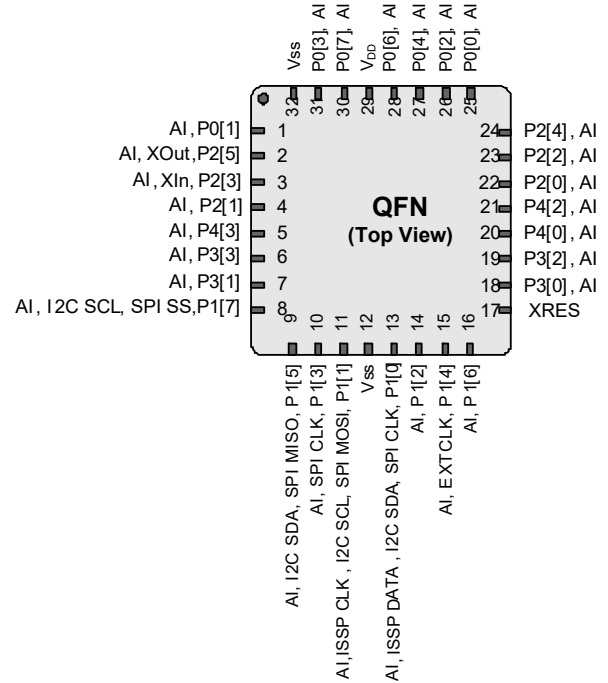 Vss
P0[3], AI
P0[7], AI
VDD
P0[6], AI
P0[4], AI
P0[2], AI
P0[0], AI
32
31
30
29
28
27
26
25
AI,P0[1]
1
AI, XOut,P2[5]
2
AI, XIn, P2[3]
3
AI, P2[1]
4
AI, P4[3]
5
AI, P3[3]
6
AI, P3[1]
7
AI, I2C SCL, SPI SS,P1[7]
8
QFN
(Top View)
24
P2[4], AI
23
P2[2], AI
22
P2[0], AI
21
P4[2], AI
20
P4[0], AI
19
P3[2], AI
18
P3[0], AI
17
XRES
9
10
11
12
13
14
15
16
AI, I2C SDA, SPI MISO, P1[5]
AI, SPI CLK, P1[3]
AI,ISSP CLK , I2C SCL, SPI MOSI, P1[1]
Vss
AI,ISSP DATA , I2C SDA, SPI CLK, P1[0]
AI, P1[2]
AI, EXTCLK, P1[4]
AI, P1[6]